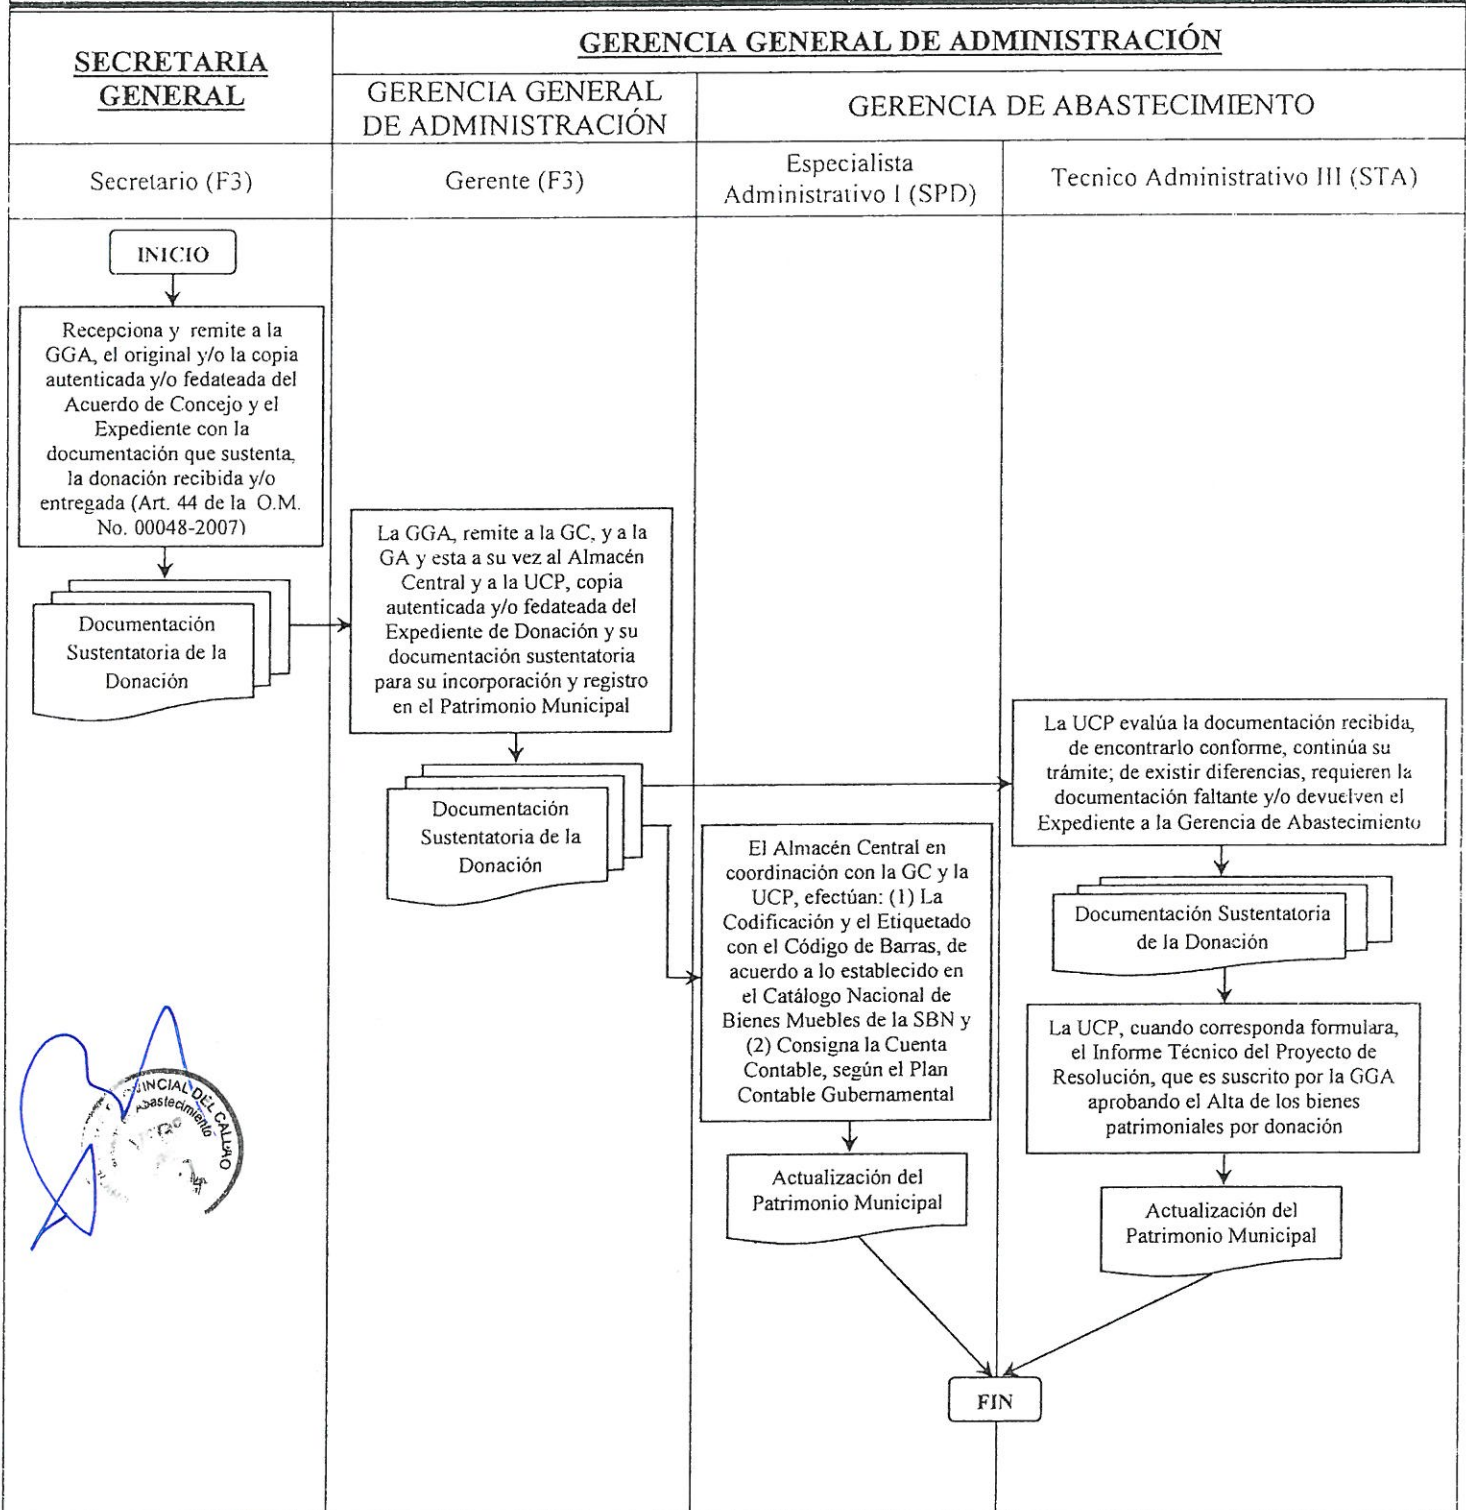 SECRETARIA
GENERAL
GERENCIA GENERAL DE ADMINISTRACIÓN
GERENCIA GENERAL
DE ADMINISTRACIÓN
GERENCIA DE ABASTECIMIENTO
Secretario (F3)
Gerente (F3)
Especialista
Administrativo I (SPD)
Tecnico Administrativo III (STA)
INICIO
Recepciona y remite a la
GGA, el original y/o la copia
autenticada y/o fedateada del
Acuerdo de Concejo y el
Expediente con la
documentación que sustenta,
la donación recibida y/o
entregada (Art. 44 de la O.M.
No. 00048-2007)
Documentación
Sustentatoria de la
Donación
La GGA, remite a la GC, y a la
GA y esta a su vez al Almacén
Central y a la UCP, copia
autenticada y/o fedateada del
Expediente de Donación y su
documentación sustentatoria
para su incorporación y registro
en el Patrimonio Municipal
Documentación
Sustentatoria de la
Donación
El Almacén Central en
coordinación con la GC y la
UCP, efectúan: (1) La
Codificación y el Etiquetado
con el Código de Barras, de
acuerdo a lo establecido en
el Catálogo Nacional de
Bienes Muebles de la SBN y
(2) Consigna la Cuenta
Contable, según el Plan
Contable Gubernamental
Actualización del
Patrimonio Municipal
La UCP evalúa la documentación recibida,
de encontrarlo conforme, continúa su
trámite; de existir diferencias, requieren la
documentación faltante y/o devuelven el
Expediente a la Gerencia de Abastecimiento
Documentación Sustentatoria
de la Donación
La UCP, cuando corresponda formulara,
el Informe Técnico del Proyecto de
Resolución, que es suscrito por la GGA
aprobando el Alta de los bienes
patrimoniales por donación
Actualización del
Patrimonio Municipal
FIN
DEL CALLAO
Abastecimiento